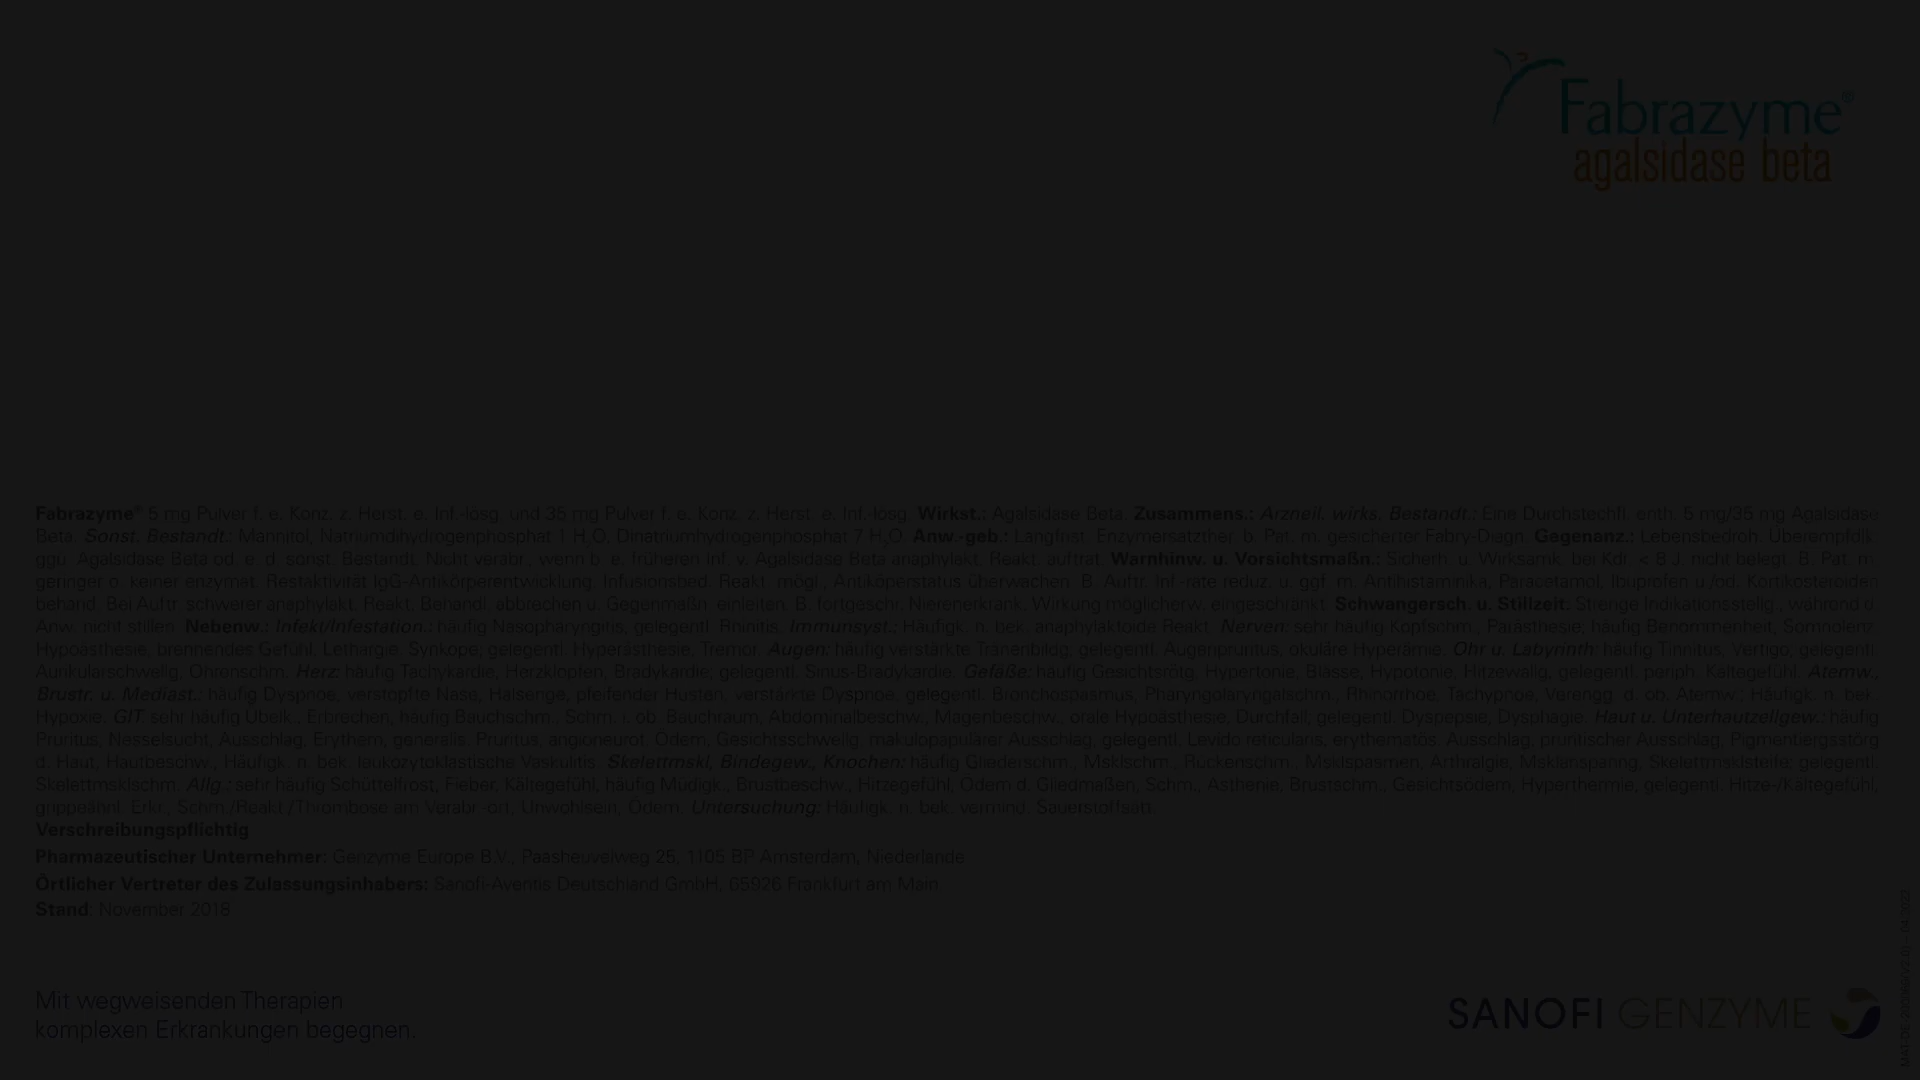 Fabrazyme®
agalsidase beta
Fabrazyme® 5 mg Pulver f. e. Konz. z. Herst. e. Inf.-lösg. und 35 mg Pulver f. e. Konz. z. Herst. e. Inf.-lösg. Wirkst.: Agalsidase Beta. Zusammens.: Arzneil. wirks. Bestandt.: Eine Durchstechfl. enth. 5 mg/35 mg Agalsidase
Beta. Sonst. Bestandt.: Mannitol, Natriumdihydrogenphosphat 1 H₂O, Dinatriumhydrogenphosphat 7 H₂O. Anw.-geb.: Langfrist. Enzymersatzther. b. Pat. m. gesicherter Fabry-Diagn. Gegenanz.: Lebensbedroh. Überempfdlk.
ggü. Agalsidase Beta od. e. d. sonst. Bestandt. Nicht verabr., wenn b. e. früheren Inf. v. Agalsidase Beta anaphylakt. Reakt. auftrat. Warnhinw. u. Vorsichtsmaßn.: Sicherh. u. Wirksamk. bei Kdr. < 8 J. nicht belegt. B. Pat. m.
geringer o. keiner enzymat. Restaktivität IgG-Antikörperentwicklung. Infusionsbed. Reakt. mögl., Antiköperstatus überwachen. B. Auftr. Inf.-rate reduz. u. ggf. m. Antihistaminika, Paracetamol, Ibuprofen u./od. Kortikosteroiden
behand. Bei Auftr. schwerer anaphylakt. Reakt. Behandl. abbrechen u. Gegenmaßn. einleiten. B. fortgeschr. Nierenerkrank. Wirkung möglicherw. eingeschränkt. Schwangersch. u. Stillzeit: Strenge Indikationsstellg., während d.
Anw. nicht stillen. Nebenw.: Infekt/Infestation.: häufig Nasopharyngitis, gelegentl. Rhinitis. Immunsyst.: Häufigk. n. bek. anaphylaktoide Reakt. Nerven: sehr häufig Kopfschm., Parästhesie; häufig Benommenheit, Somnolenz,
Hypoästhesie, brennendes Gefühl, Lethargie, Synkope; gelegentl. Hyperästhesie, Tremor. Augen: häufig verstärkte Tränenbildg, gelegentl. Augenpruritus, okuläre Hyperämie. Ohr u. Labyrinth: häufig Tinnitus, Vertigo, gelegentl.
Aurikularschwellg, Ohrenschm. Herz: häufig Tachykardie, Herzklopfen, Bradykardie; gelegentl. Sinus-Bradykardie. Gefäße: häufig Gesichtsrötg, Hypertonie, Blässe, Hypotonie, Hitzewallg, gelegentl. periph. Kältegefühl. Atemw.,
Brustr. u. Mediast.: häufig Dyspnoe, verstopfte Nase, Halsenge, pfeifender Husten, verstärkte Dyspnoe, gelegentl. Bronchospasmus, Pharyngolaryngalschm., Rhinorrhoe, Tachypnoe, Verengg. d. ob. Atemw.; Häufigk. n. bek.
Hypoxie. GIT: sehr häufig Übelk., Erbrechen, häufig Bauchschm., Schm. i. ob. Bauchraum, Abdominalbeschw., Magenbeschw., orale Hypoästhesie, Durchfall, gelegentl. Dyspepsie, Dysphagie. Haut u. Unterhautzellgew.: häufig
Pruritus, Nesselsucht, Ausschlag, Erythem, generalis. Pruritus, angioneurot. Ödem, Gesichtsschwellg, makulopapulärer Ausschlag, gelegentl. Levido reticularis, erythematös. Ausschlag, pruritischer Ausschlag, Pigmentiergsstörg
d. Haut, Hautbeschw., Häufigk. n. bek. leukozytoklastische Vaskulitis. Skelettmskl, Bindegew., Knochen: häufig Gliederschm., Msklschm., Rückenschm., Msklspasmen, Arthralgie, Msklanspanng, Skelettmsklsteife; gelegentl.
Skelettmsklschm. Allg.: sehr häufig Schüttelfrost, Fieber, Kältegefühl, häufig Müdigk., Brustbeschw., Hitzegefühl, Ödem d. Gliedmaßen, Schm., Asthenie, Brustschm., Gesichtsödem, Hyperthermie, gelegentl. Hitze-/Kältegefühl,
grippeähnl. Erkr., Schm./Reakt./Thrombose am Verabr.-ort, Unwohlsein, Ödem. Untersuchung: Häufigk. n. bek. vermind. Sauerstoffsätt.
Verschreibungspflichtig
Pharmazeutischer Unternehmer: Genzyme Europe B.V., Paasheuvelweg 25, 1105 BP Amsterdam, Niederlande
Örtlicher Vertreter des Zulassungsinhabers: Sanofi-Aventis Deutschland GmbH, 65926 Frankfurt am Main
Stand: November 2018
Mit wegweisenden Therapien
komplexen Erkrankungen begegnen.
SANOFI GENZYME